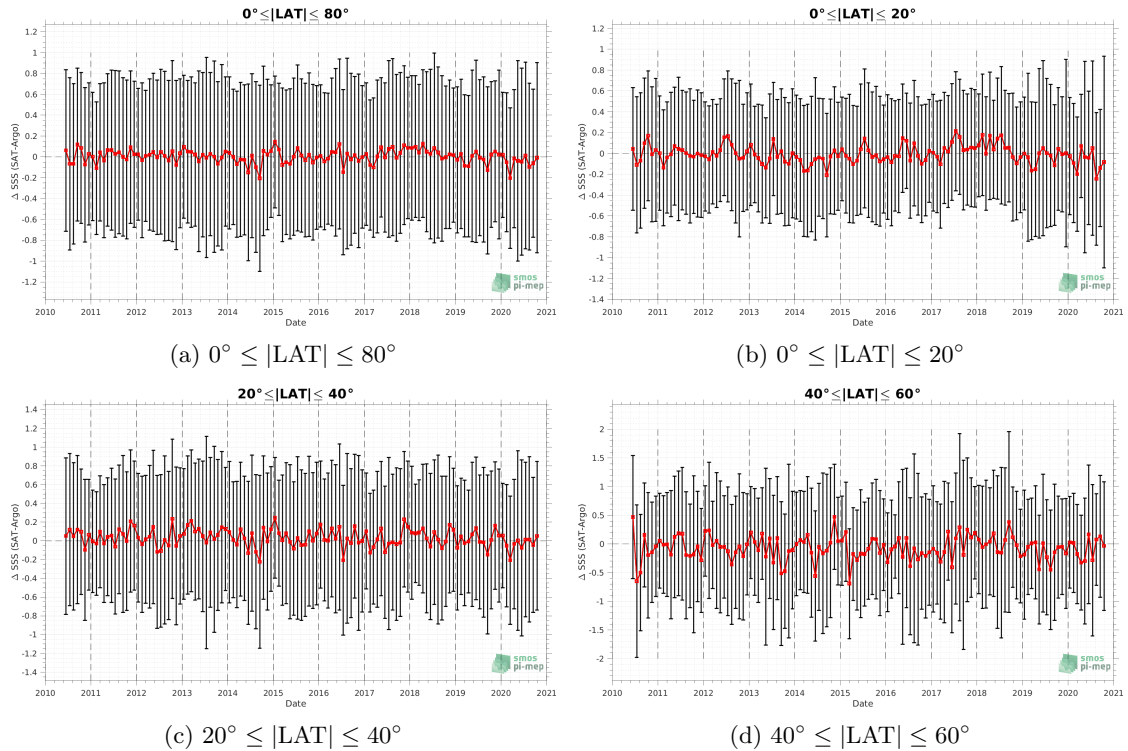 0°≤|LAT|≤ 80°
1.2
1
0.8
0.6
0.4
0.2
0
-0.2
-0.4
-0.6
-0.8
-1
-1.2
Δ SSS (SAT-Argo)
2010 2011 2012 2013 2014 2015 2016 2017 2018 2019 2020 2021
Date
smos
pi-mep
(a) 0° ≤ |LAT| ≤ 80°
0°≤|LAT|≤ 20°
1.2
1
0.8
0.6
0.4
0.2
0
-0.2
-0.4
-0.6
-0.8
-1
-1.2
-1.4
Δ SSS (SAT-Argo)
2010 2011 2012 2013 2014 2015 2016 2017 2018 2019 2020 2021
Date
smos
pi-mep
(b) 0° ≤ |LAT| ≤ 20°
20°≤|LAT|≤ 40°
1.4
1.2
1
0.8
0.6
0.4
0.2
0
-0.2
-0.4
-0.6
-0.8
-1
-1.2
-1.4
Δ SSS (SAT-Argo)
2010 2011 2012 2013 2014 2015 2016 2017 2018 2019 2020 2021
Date
smos
pi-mep
(c) 20° ≤ |LAT| ≤ 40°
40°≤|LAT|≤ 60°
2
1.5
1
0.5
0
-0.5
-1
-1.5
-2
Δ SSS (SAT-Argo)
2010 2011 2012 2013 2014 2015 2016 2017 2018 2019 2020 2021
Date
smos
pi-mep
(d) 40° ≤ |LAT| ≤ 60°